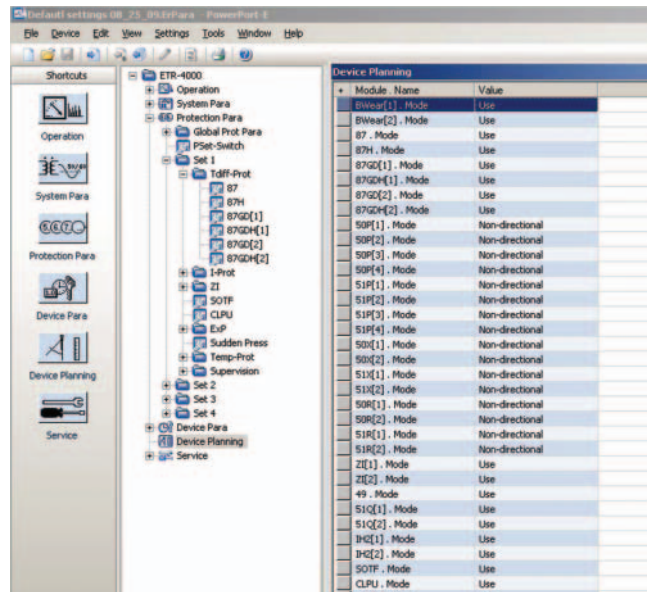 Default settings 08_25_09.ErPara - PowerPort-E
File Device Edit View Settings Tools Window Help
Shortcuts
Operation
System Para
Protection Para
Device Para
Device Planning
Service
ETR-4000
Operation
System Para
Protection Para
Global Prot Para
PSet-Switch
Set 1
Tdiff-Prot
87
87H
87GD[1]
87GDH[1]
87GD[2]
87GDH[2]
I-Prot
ZI
SOTF
CLPU
ExP
Sudden Press
Temp-Prot
Supervision
Set 2
Set 3
Set 4
Device Para
Device Planning
Service
Device Planning
+ Module . Name Value
BWear[1] . Mode Use
BWear[2] . Mode Use
87 . Mode Use
87H . Mode Use
87GD[1] . Mode Use
87GDH[1] . Mode Use
87GD[2] . Mode Use
87GDH[2] . Mode Use
50P[1] . Mode Non-directional
50P[2] . Mode Non-directional
50P[3] . Mode Non-directional
50P[4] . Mode Non-directional
51P[1] . Mode Non-directional
51P[2] . Mode Non-directional
51P[3] . Mode Non-directional
51P[4] . Mode Non-directional
50X[1] . Mode Non-directional
50X[2] . Mode Non-directional
51X[1] . Mode Non-directional
51X[2] . Mode Non-directional
50R[1] . Mode Non-directional
50R[2] . Mode Non-directional
51R[1] . Mode Non-directional
51R[2] . Mode Non-directional
ZI[1] . Mode Use
ZI[2] . Mode Use
49 . Mode Use
51Q[1] . Mode Use
51Q[2] . Mode Use
IH2[1] . Mode Use
IH2[2] . Mode Use
SOTF . Mode Use
CLPU . Mode Use